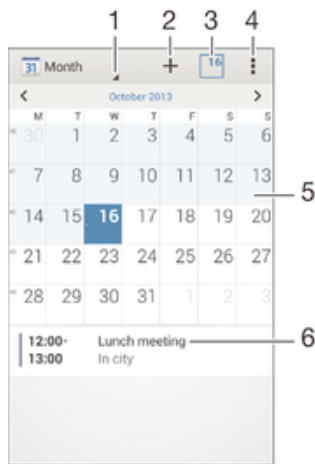 1 2 3 4
31 Month 16
October 2013
M T W T F S S
30 1 2 3 4 5 6
7 8 9 10 11 12 13
5
14 15 16 17 18 19 20
21 22 23 24 25 26 27
28 29 30 31 1 2 3
12:00- Lunch meeting
6
13:00 In city